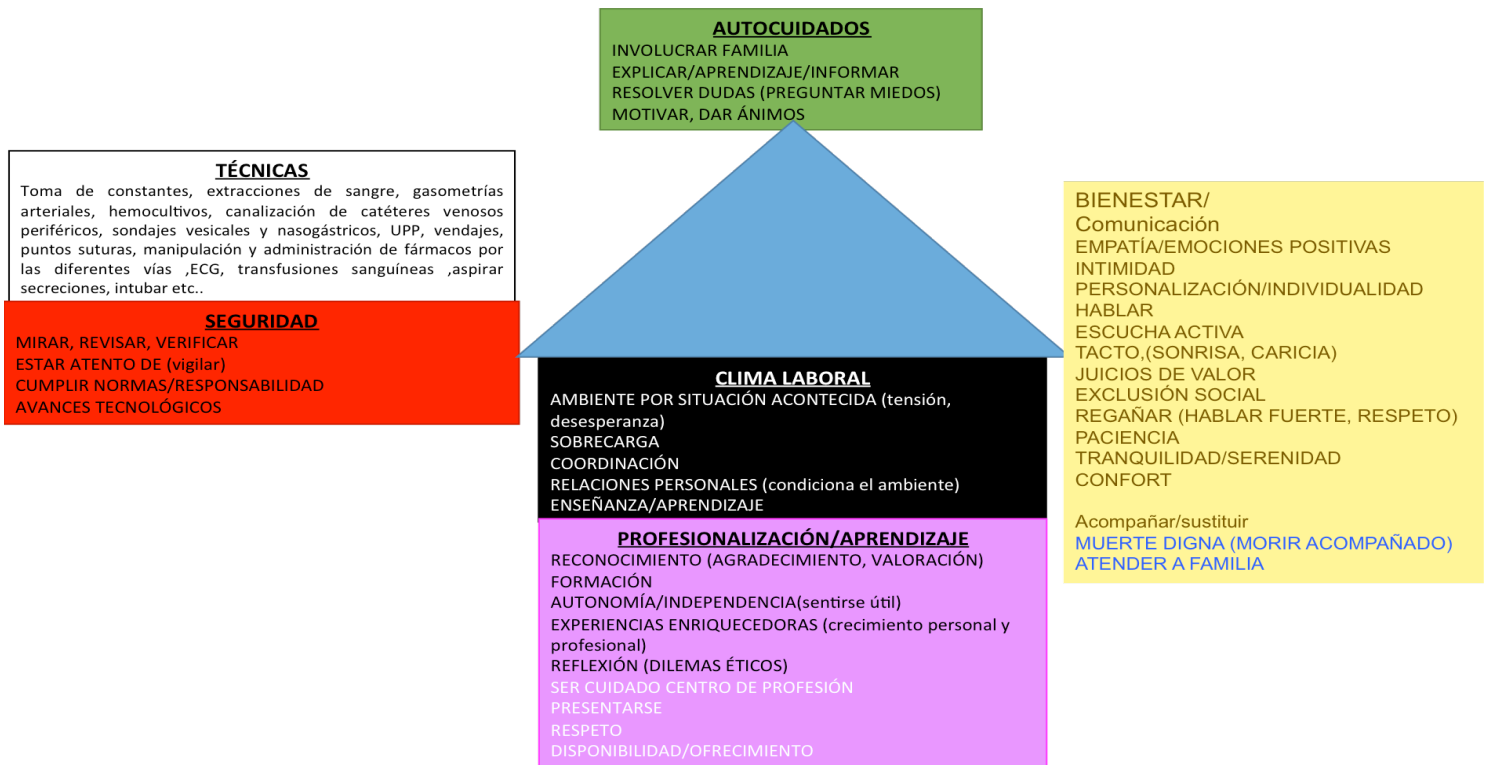 AUTOCUIDADOS
INVOLUCRAR FAMILIA
EXPLICAR/APRENDIZAJE/INFORMAR
RESOLVER DUDAS (PREGUNTAR MIEDOS)
MOTIVAR, DAR ÁNIMOS
TÉCNICAS
Toma de constantes, extracciones de sangre, gasometrías
arteriales, hemocultivos, canalización de catéteres venosos
periféricos, sondajes vesicales y nasogástricos, UPP, vendajes,
puntos suturas, manipulación y administración de fármacos por
las diferentes vías ,ECG, transfusiones sanguíneas ,aspirar
secreciones, intubar etc..
SEGURIDAD
MIRAR, REVISAR, VERIFICAR
ESTAR ATENTO DE (vigilar)
CUMPLIR NORMAS/RESPONSABILIDAD
AVANCES TECNOLÓGICOS
CLIMA LABORAL
AMBIENTE POR SITUACIÓN ACONTECIDA (tensión,
desesperanza)
SOBRECARGA
COORDINACIÓN
RELACIONES PERSONALES (condiciona el ambiente)
ENSEÑANZA/APRENDIZAJE
PROFESIONALIZACIÓN/APRENDIZAJE
RECONOCIMIENTO (AGRADECIMIENTO, VALORACIÓN)
FORMACIÓN
AUTONOMÍA/INDEPENDENCIA(sentirse útil)
EXPERIENCIAS ENRIQUECEDORAS (crecimiento personal y
profesional)
REFLEXIÓN (DILEMAS ÉTICOS)
SER CUIDADO CENTRO DE PROFESIÓN
PRESENTARSE
RESPETO
DISPONIBILIDAD/OFRECIMIENTO
BIENESTAR/
Comunicación
EMPATÍA/EMOCIONES POSITIVAS
INTIMIDAD
PERSONALIZACIÓN/INDIVIDUALIDAD
HABLAR
ESCUCHA ACTIVA
TACTO,(SONRISA, CARICIA)
JUICIOS DE VALOR
EXCLUSIÓN SOCIAL
REGAÑAR (HABLAR FUERTE, RESPETO)
PACIENCIA
TRANQUILIDAD/SERENIDAD
CONFORT
Acompañar/sustituir
MUERTE DIGNA (MORIR ACOMPAÑADO)
ATENDER A FAMILIA